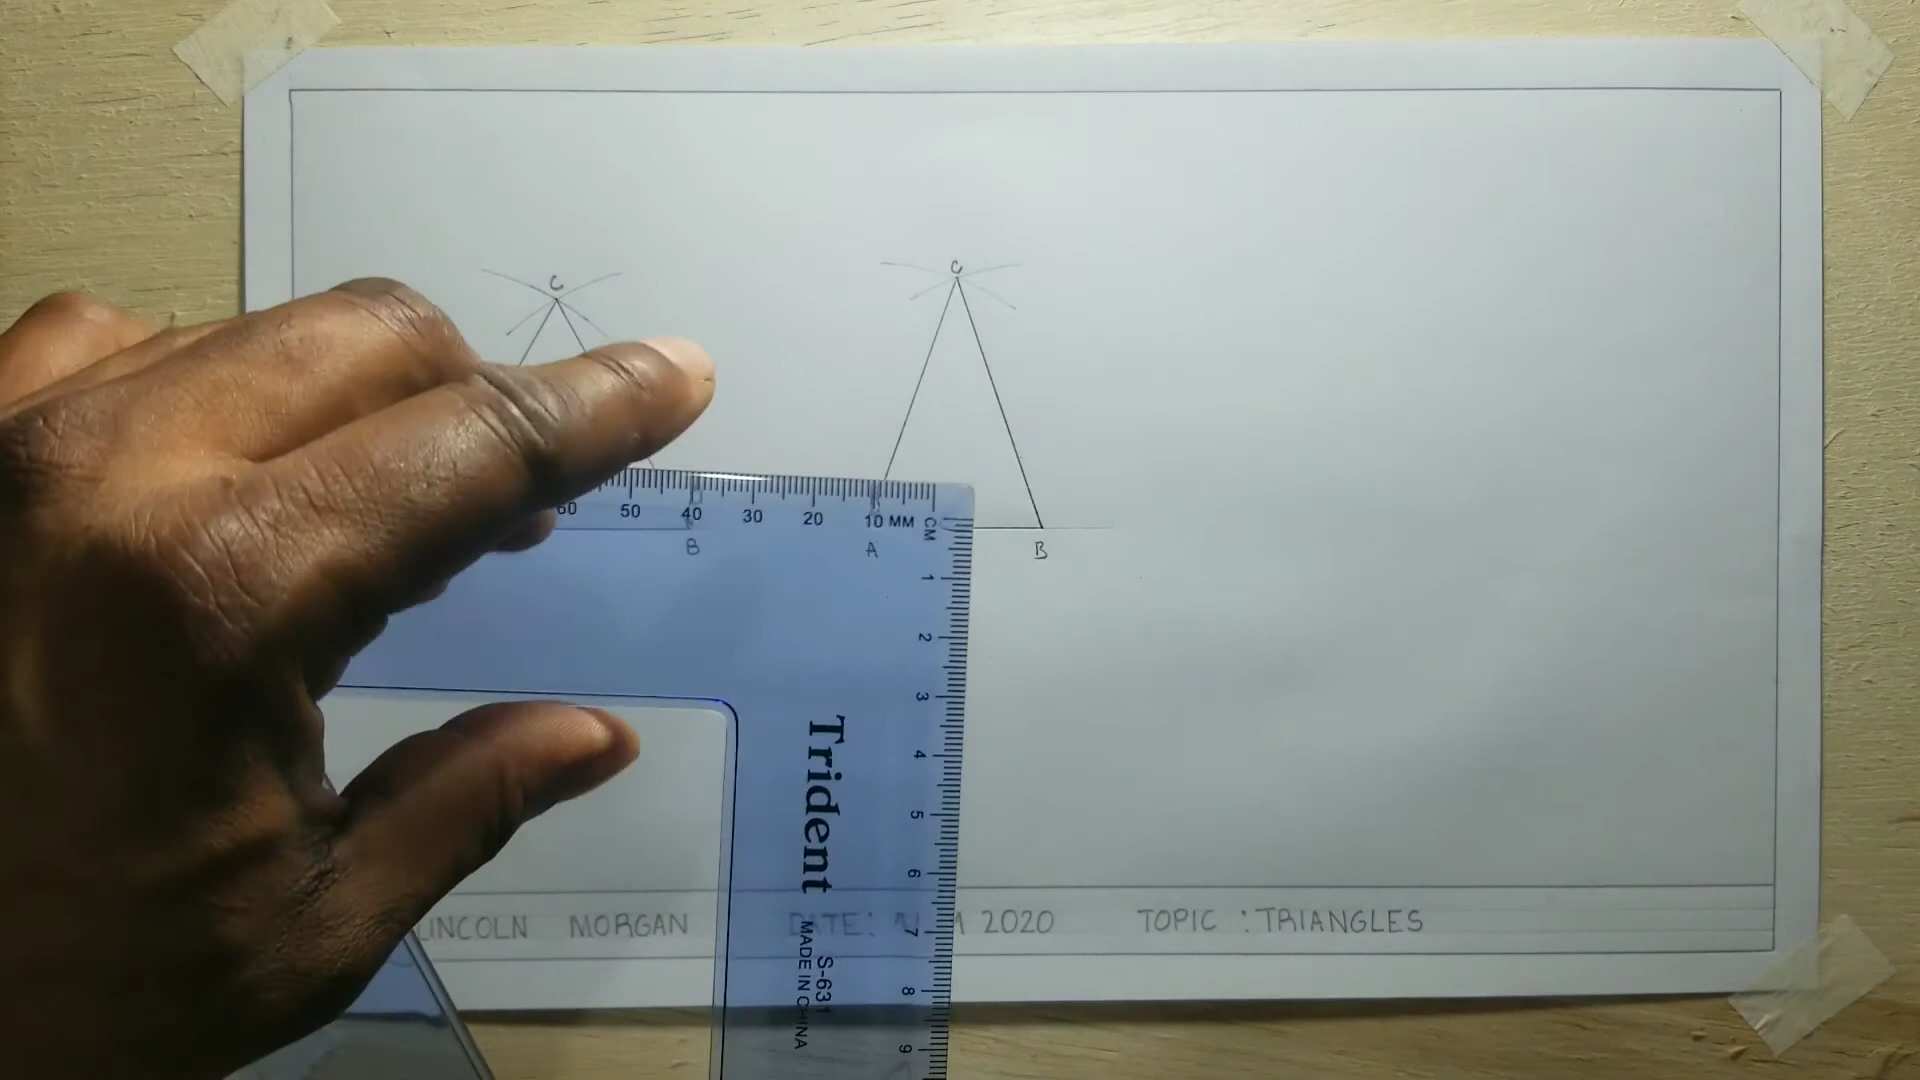 C
C
60 50 40 30 20 10 MM
CM
B
A
B
1
2
3
4
5
6
7
8
9
Trident
S-631
MADE IN CHINA
LINCOLN MORGAN DATE: 2020 TOPIC : TRIANGLES